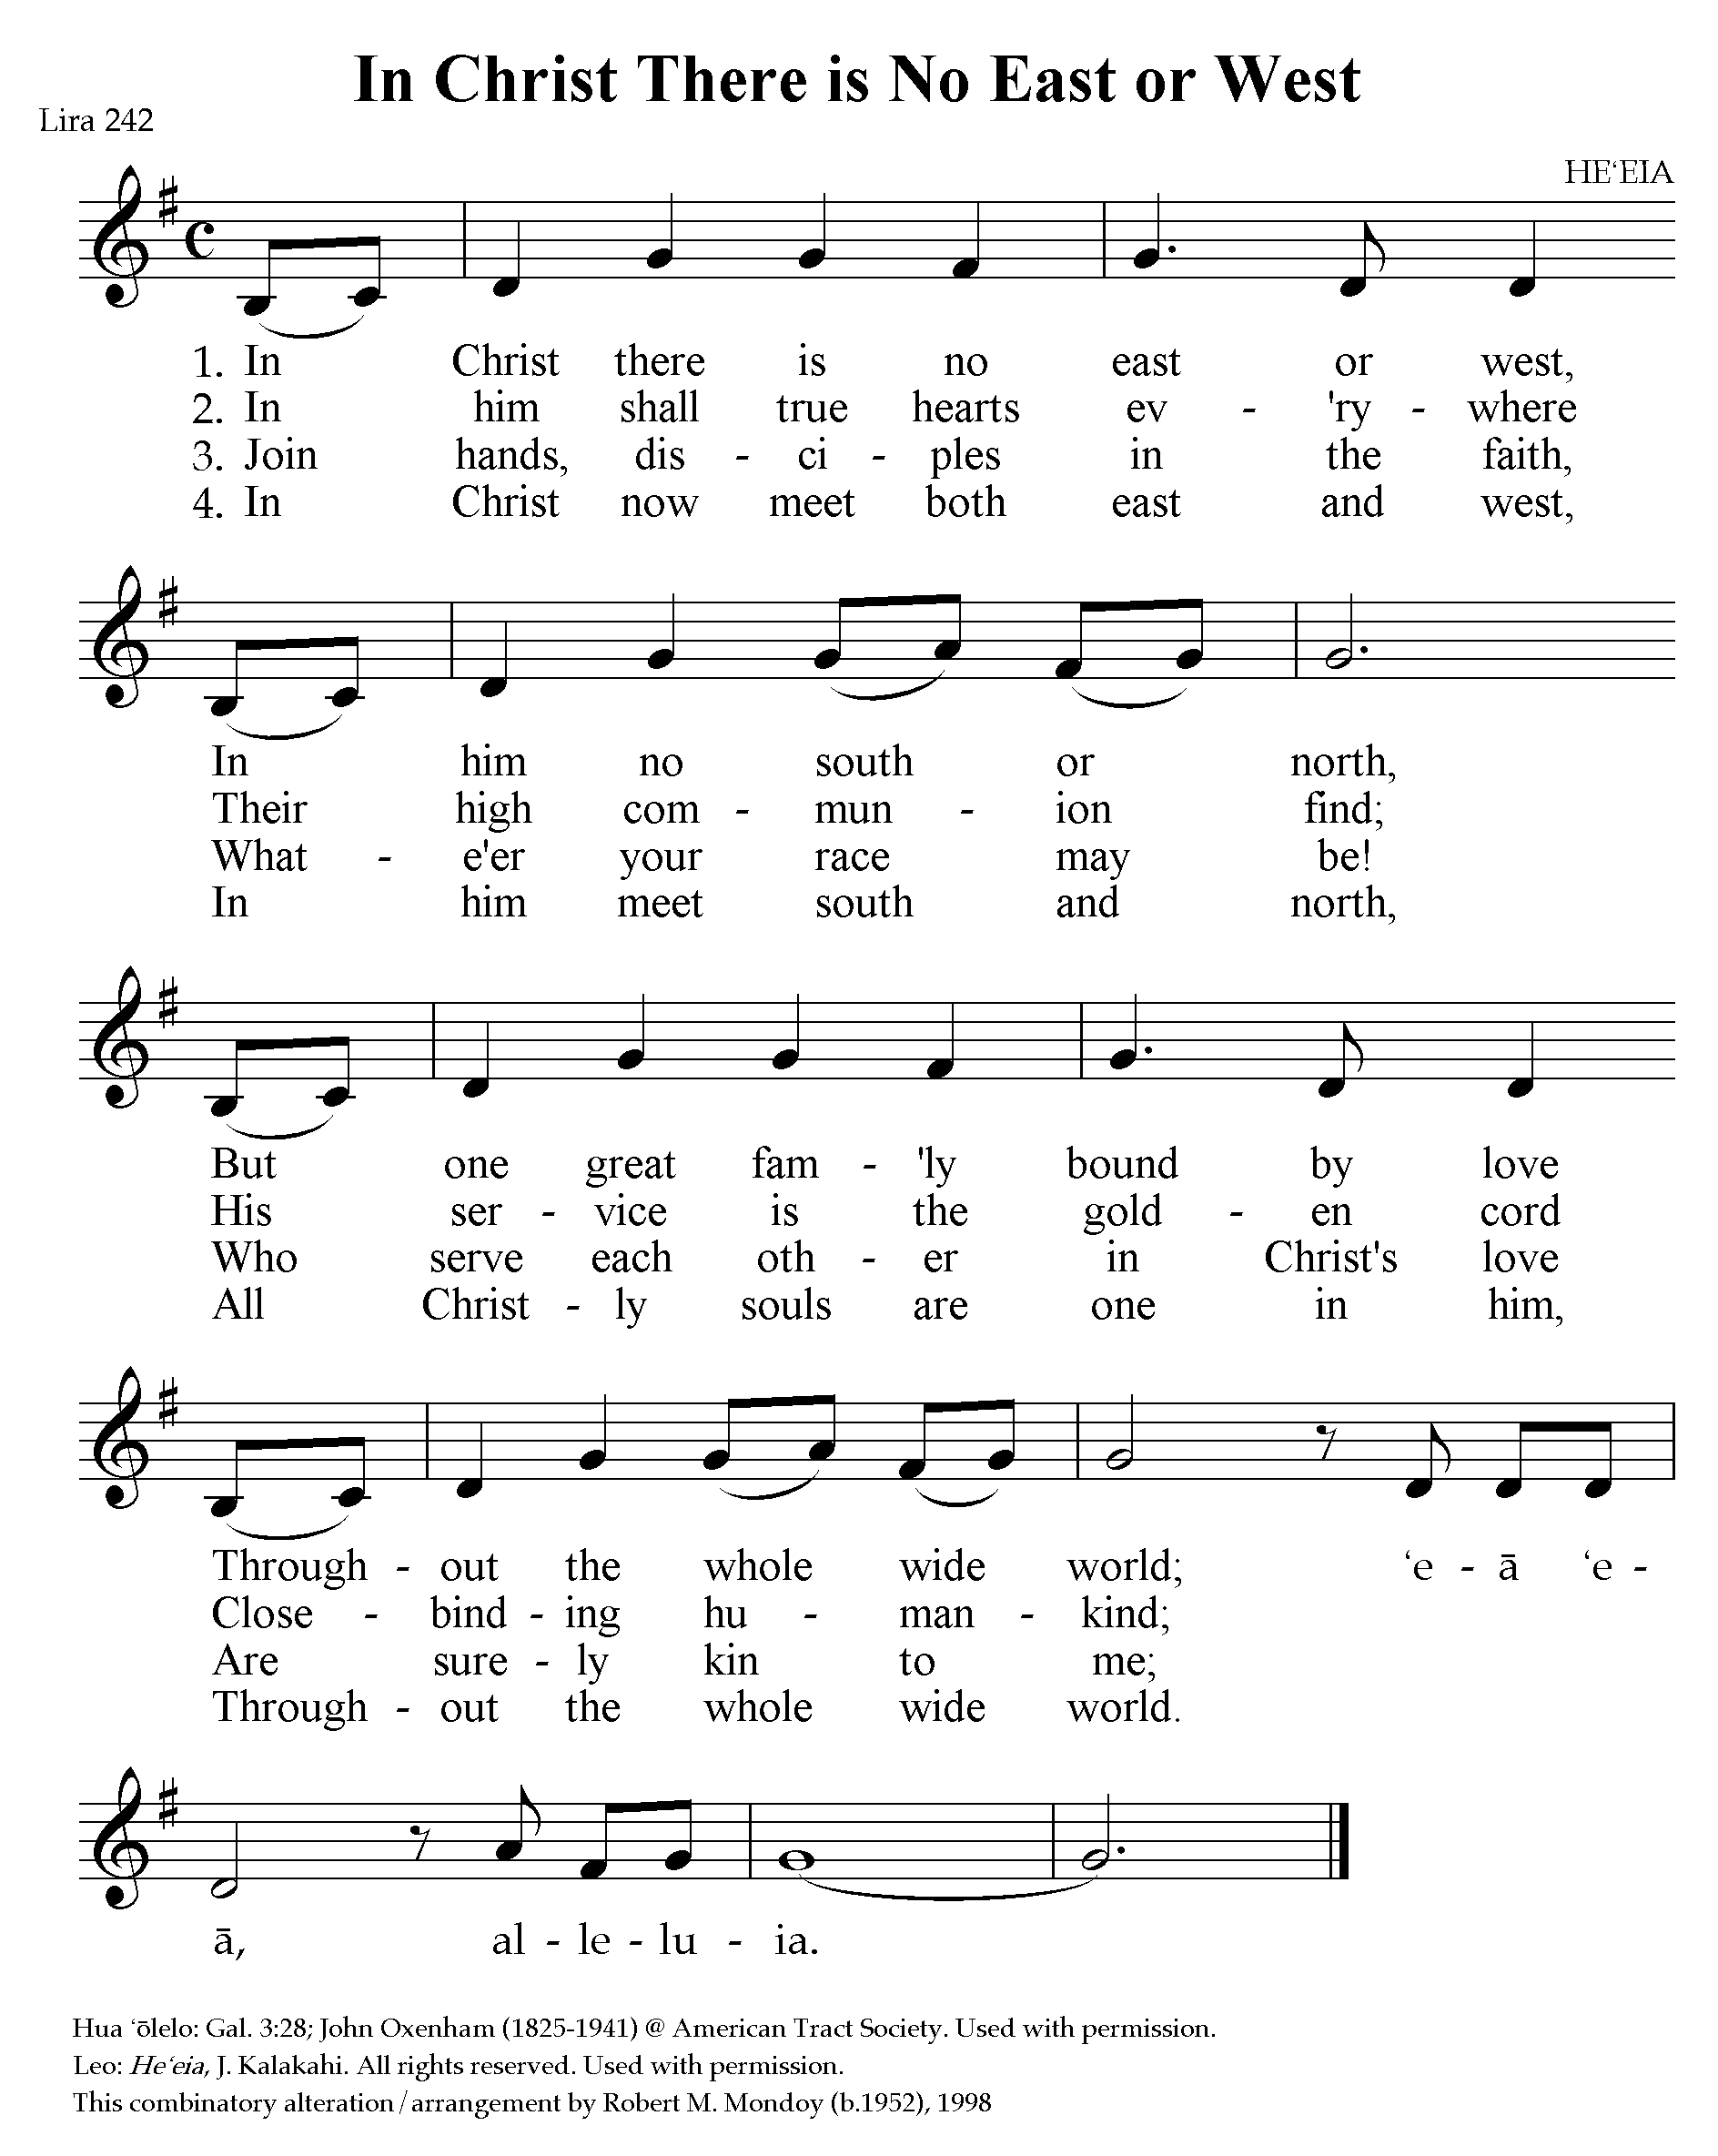 In Christ There is No East or West
Lira 242
HEʻEIA
1. In Christ there is no east or west,
2. In him shall true hearts ev - 'ry - where
3. Join hands, dis - ci - ples in the faith,
4. In Christ now meet both east and west,
In him no south or north,
Their high com - mun - ion find;
What - e'er your race may be!
In him meet south and north,
But one great fam - 'ly bound by love
His ser - vice is the gold - en cord
Who serve each oth - er in Christ's love
All Christ - ly souls are one in him,
Through - out the whole wide world; ʻe - ā ʻe -
Close - bind - ing hu - man - kind;
Are sure - ly kin to me;
Through - out the whole wide world.
ā, al - le - lu - ia.
Hua ʻōlelo: Gal. 3:28; John Oxenham (1825-1941) @ American Tract Society. Used with permission.
Leo: Heʻeia, J. Kalakahi. All rights reserved. Used with permission.
This combinatory alteration/arrangement by Robert M. Mondoy (b.1952), 1998